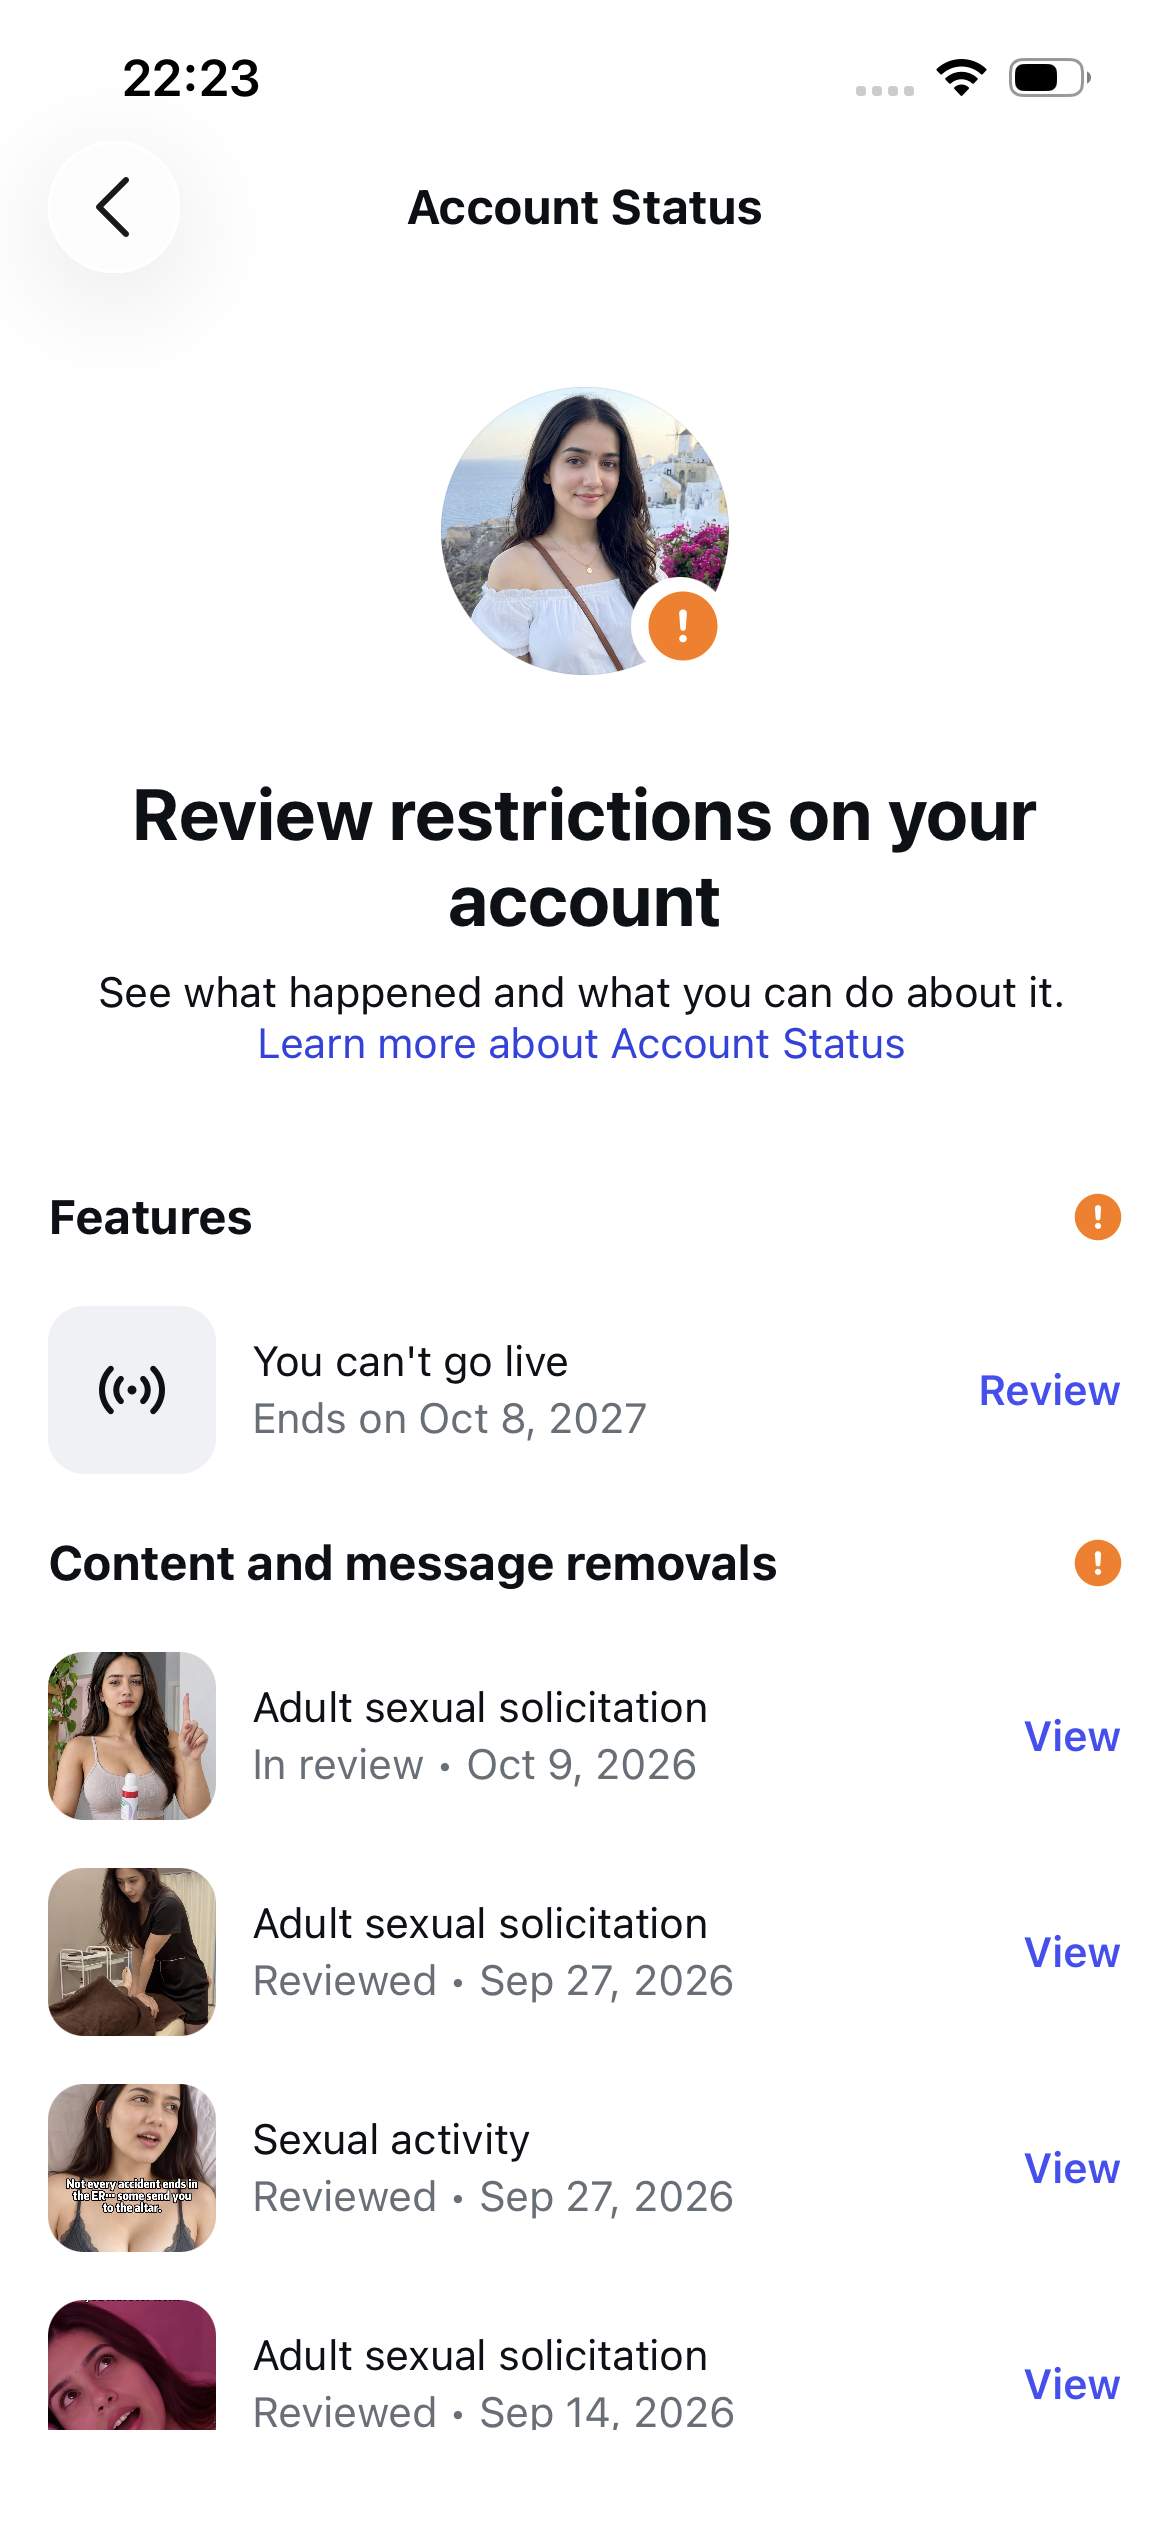 22:23
Account Status
Review restrictions on your
account
See what happened and what you can do about it.
Learn more about Account Status
Features
You can't go live
Ends on Oct 8, 2027
Review
Content and message removals
Adult sexual solicitation
In review • Oct 9, 2026
View
Adult sexual solicitation
Reviewed • Sep 27, 2026
View
Not every accident ends in
the ER... some send you
to the altar.
Sexual activity
Reviewed • Sep 27, 2026
View
Adult sexual solicitation
Reviewed • Sep 14, 2026
View